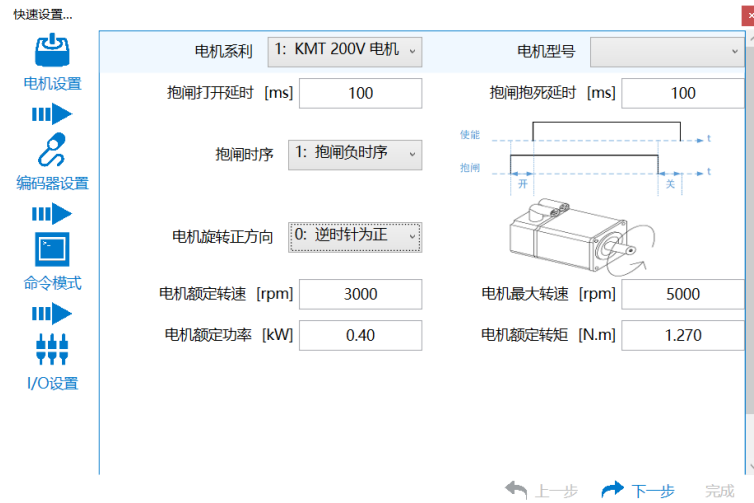 快速设置...
电机设置
编码器设置
命令模式
I/O设置
电机系利 1: KMT 200V 电机 电机型号
抱闸打开延时 [ms] 100 抱闸抱死延时 [ms] 100
抱闸时序 1: 抱闸负时序
使能 t
抱闸 t
开 关
电机旋转正方向 0: 逆时针为正
电机额定转速 [rpm] 3000 电机最大转速 [rpm] 5000
电机额定功率 [kW] 0.40 电机额定转矩 [N.m] 1.270
上一步 下一步 完成